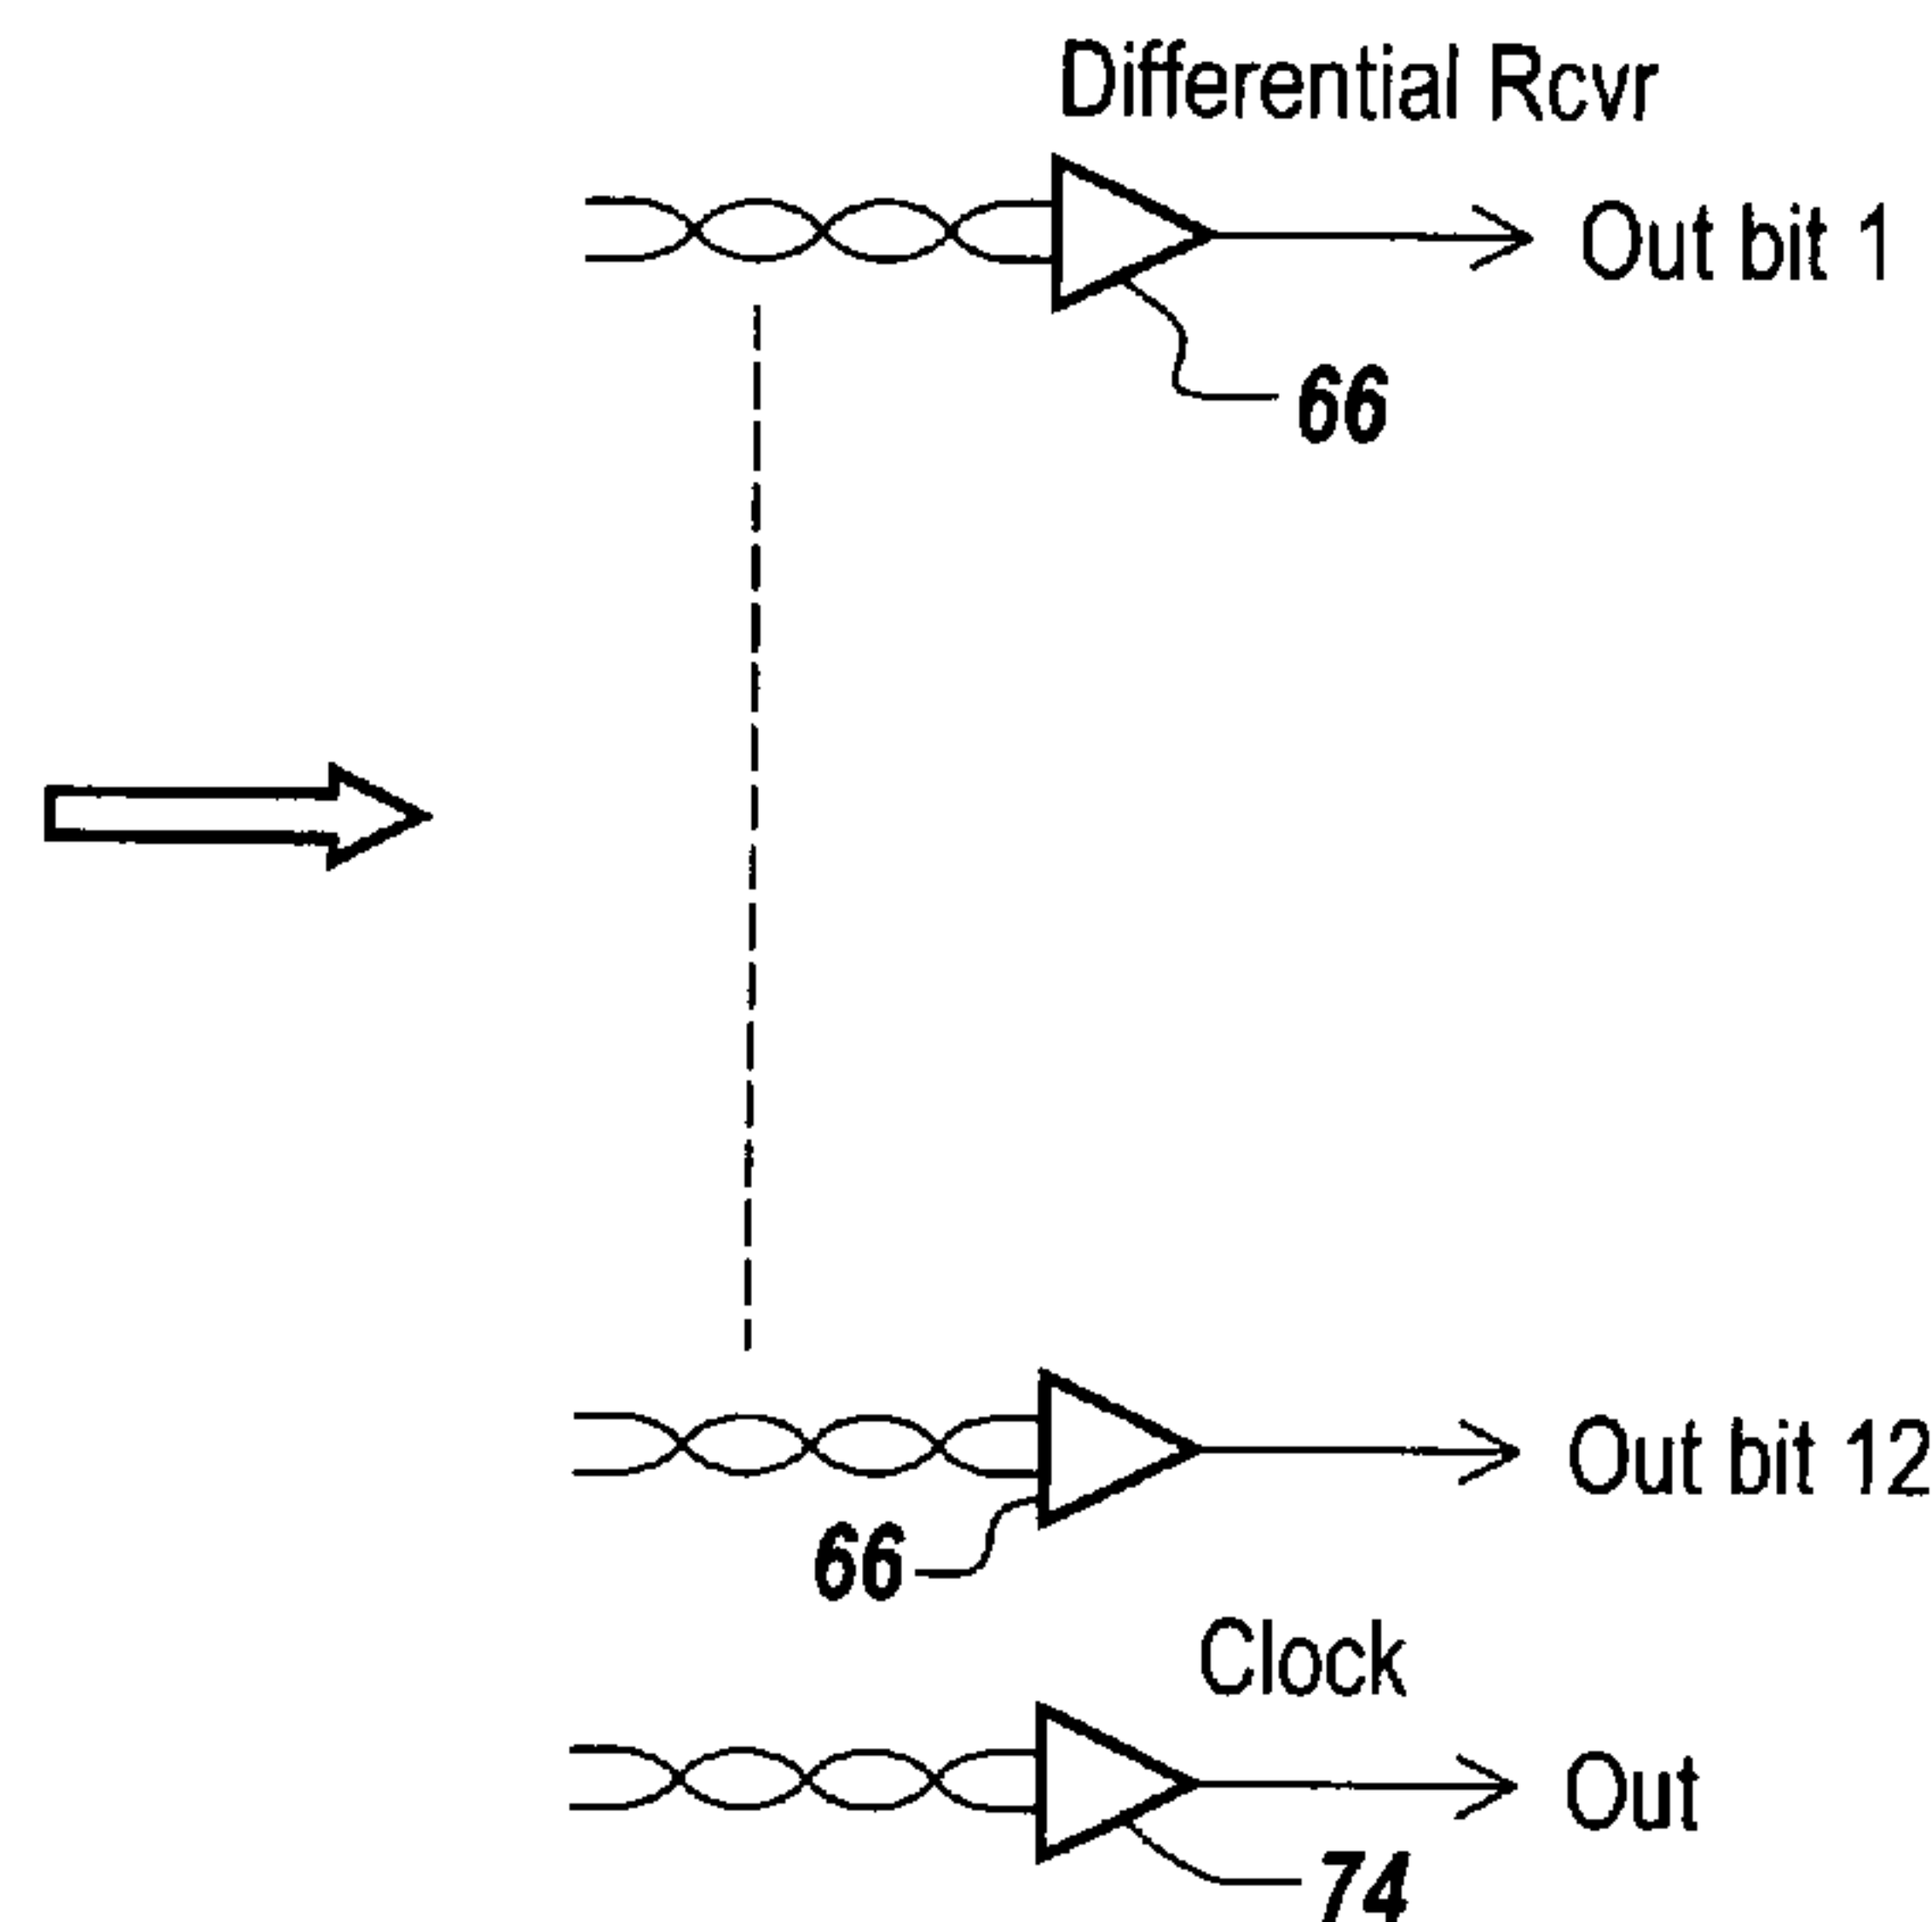 Differential Rcvr
Out bit 1
66
Out bit 12
66
Clock
Out
74